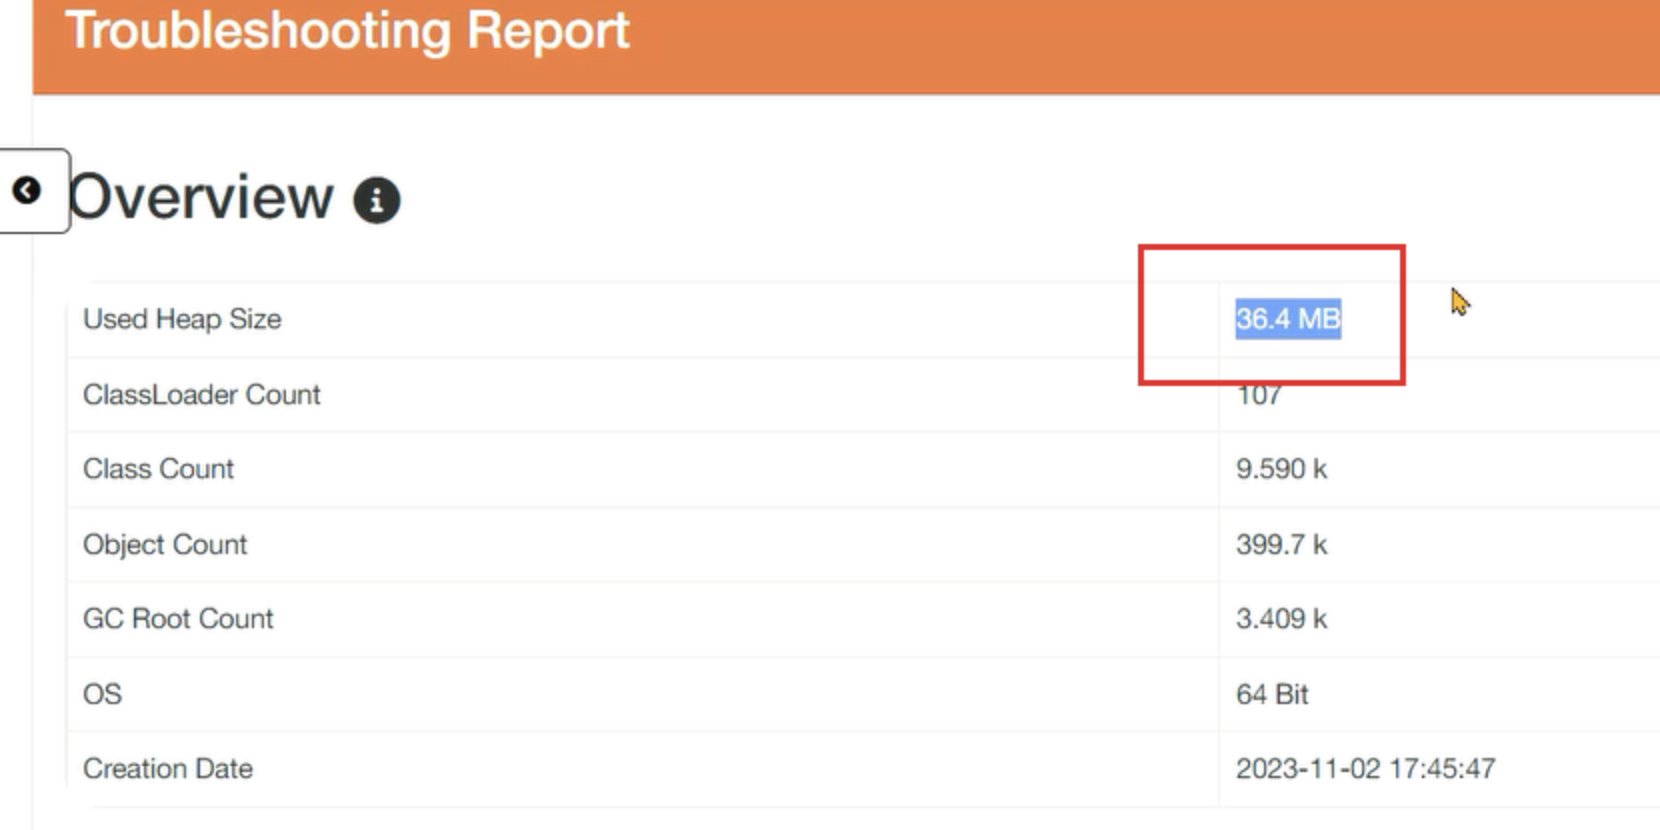 Troubleshooting Report
Overview
Used Heap Size 36.4 MB
ClassLoader Count 107
Class Count 9.590 k
Object Count 399.7 k
GC Root Count 3.409 k
OS 64 Bit
Creation Date 2023-11-02 17:45:47